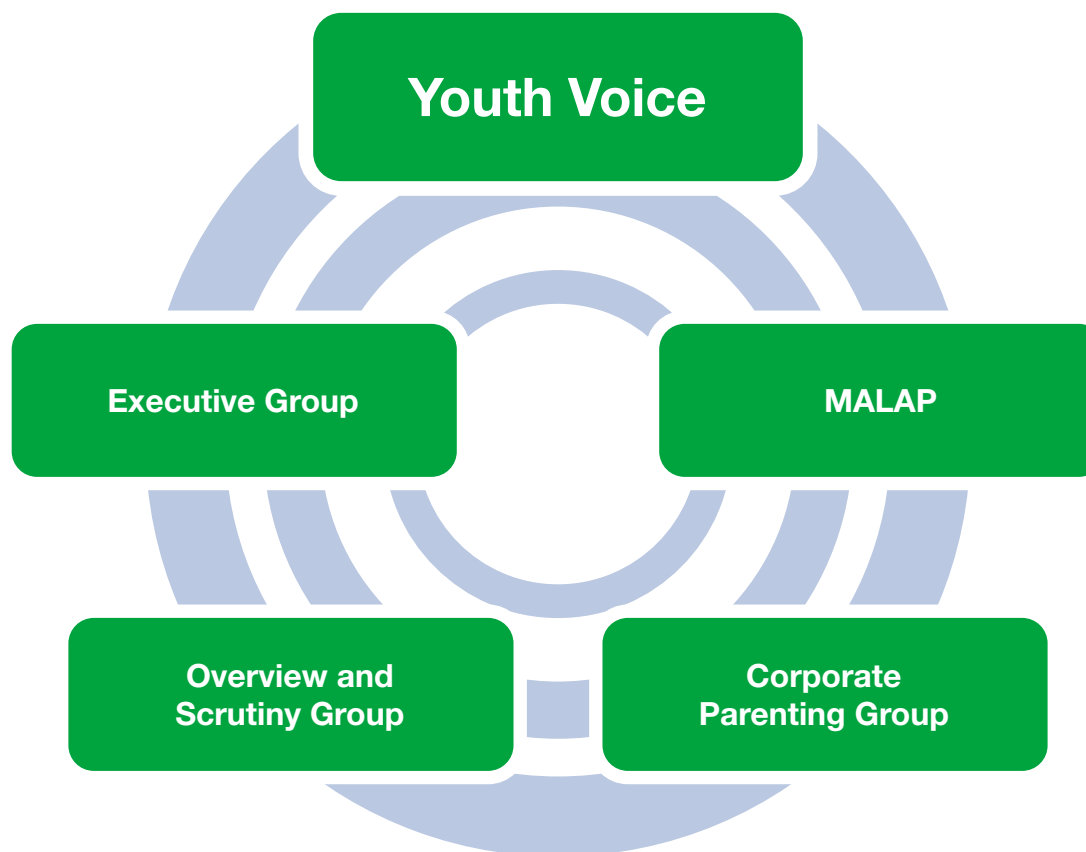 Youth Voice
Executive Group
MALAP
Overview and
Scrutiny Group
Corporate
Parenting Group